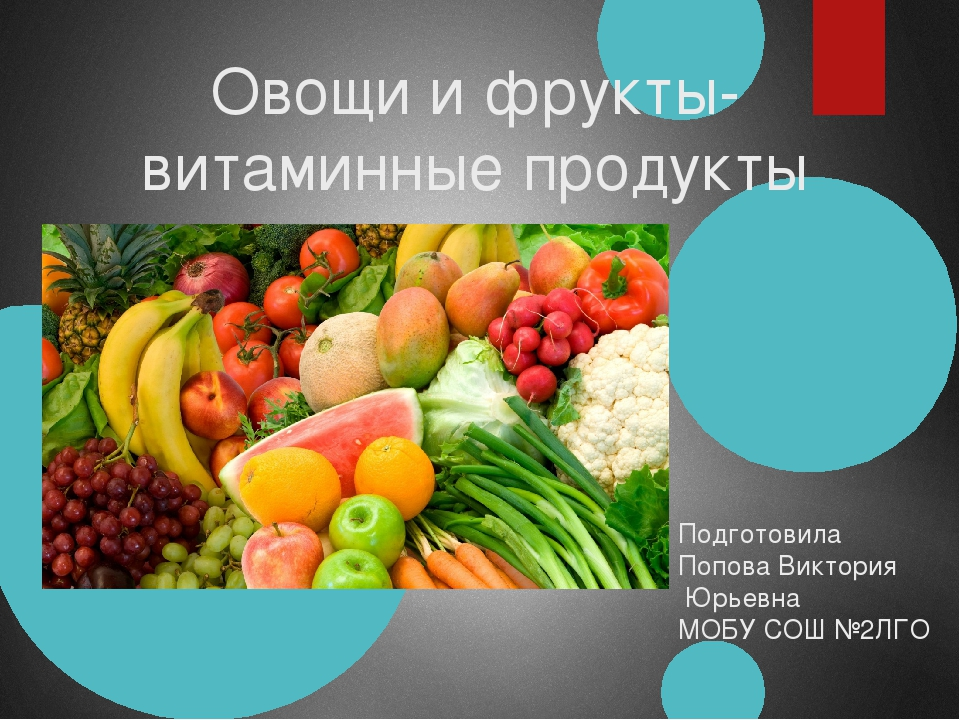 Овощи и фрукты-
витаминные продукты
Подготовила
Попова Виктория
Юрьевна
МОБУ СОШ №2ЛГО